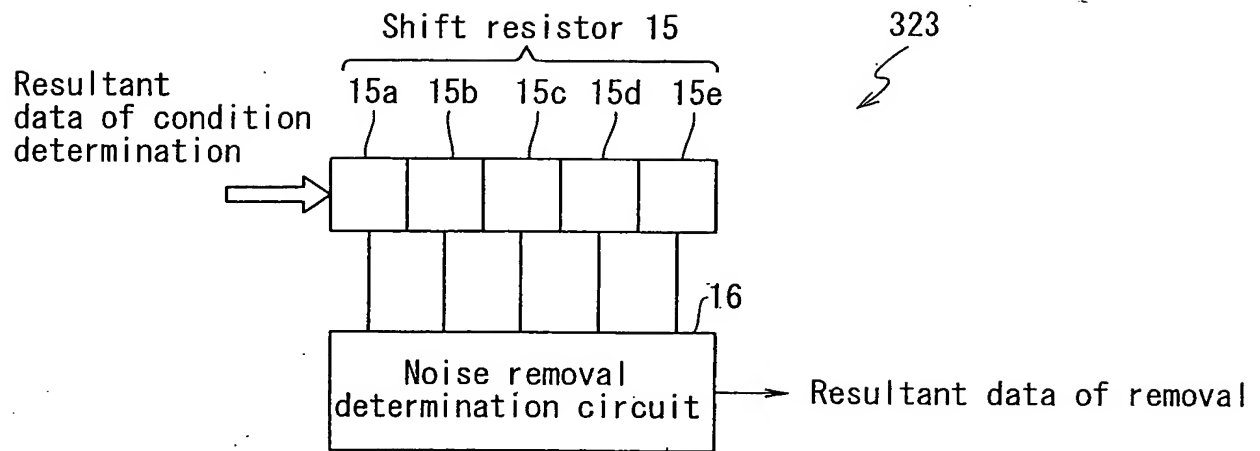 Shift resistor 15
323
Resultant
data of condition
determination
15a 15b 15c 15d 15e
16
Noise removal
determination circuit
Resultant data of removal